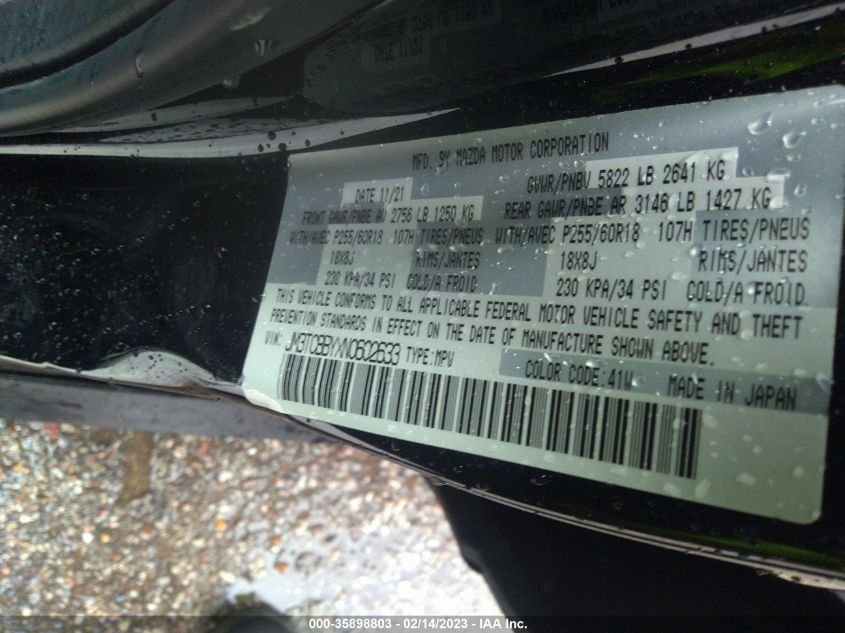 MFD. BY MAZDA MOTOR CORPORATION
DATE 11/21
GVWR/PNBV 5822 LB 2641 KG
FRONT GAWR/PNBE AV 2756 LB 1250 KG
REAR GAWR/PNBE AR 3146 LB 1427 KG
WITH/AVEC P255/60R18 107H TIRES/PNEUS
WITH/AVEC P255/60R18 107H TIRES/PNEUS
18X8J RIMS/JANTES
18X8J RIMS/JANTES
230 KPA/34 PSI COLD/A FROID
230 KPA/34 PSI COLD/A FROID
THIS VEHICLE CONFORMS TO ALL APPLICABLE FEDERAL MOTOR VEHICLE SAFETY AND THEFT
PREVENTION STANDARDS IN EFFECT ON THE DATE OF MANUFACTURE SHOWN ABOVE.
VIN: JM3TCBBYXN0602633 TYPE:MPV
COLOR CODE:41W MADE IN JAPAN
000-35898803 - 02/14/2023 - IAA Inc.